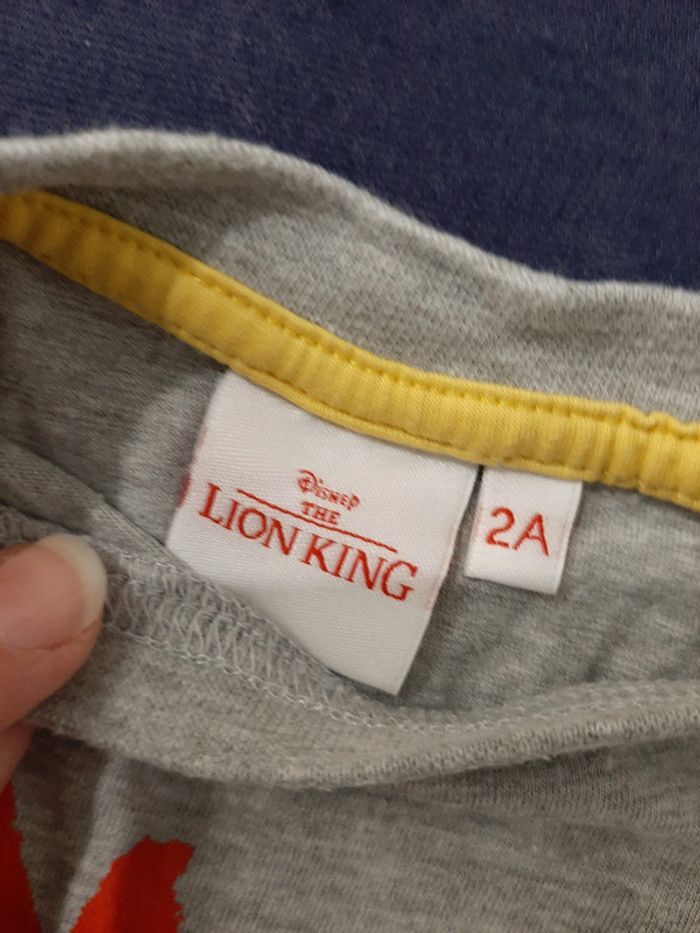 Disney
THE
LION KING
2A